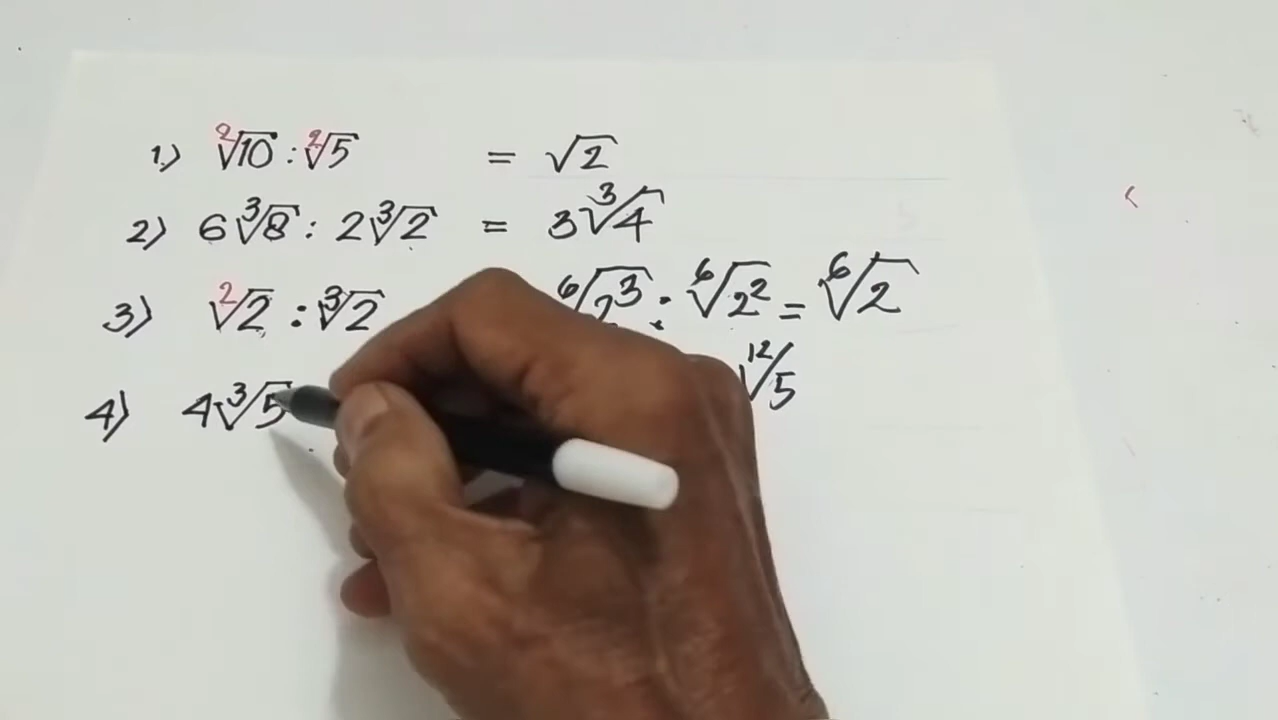 1.) ²√10 : ²√5 = √2
2) 6∛8 : 2∛2 = 3∛4
3) ²√2 : ∛2 ⁶√2³ : ⁶√2² = ⁶√2
4) 4∛5 ¹²√5